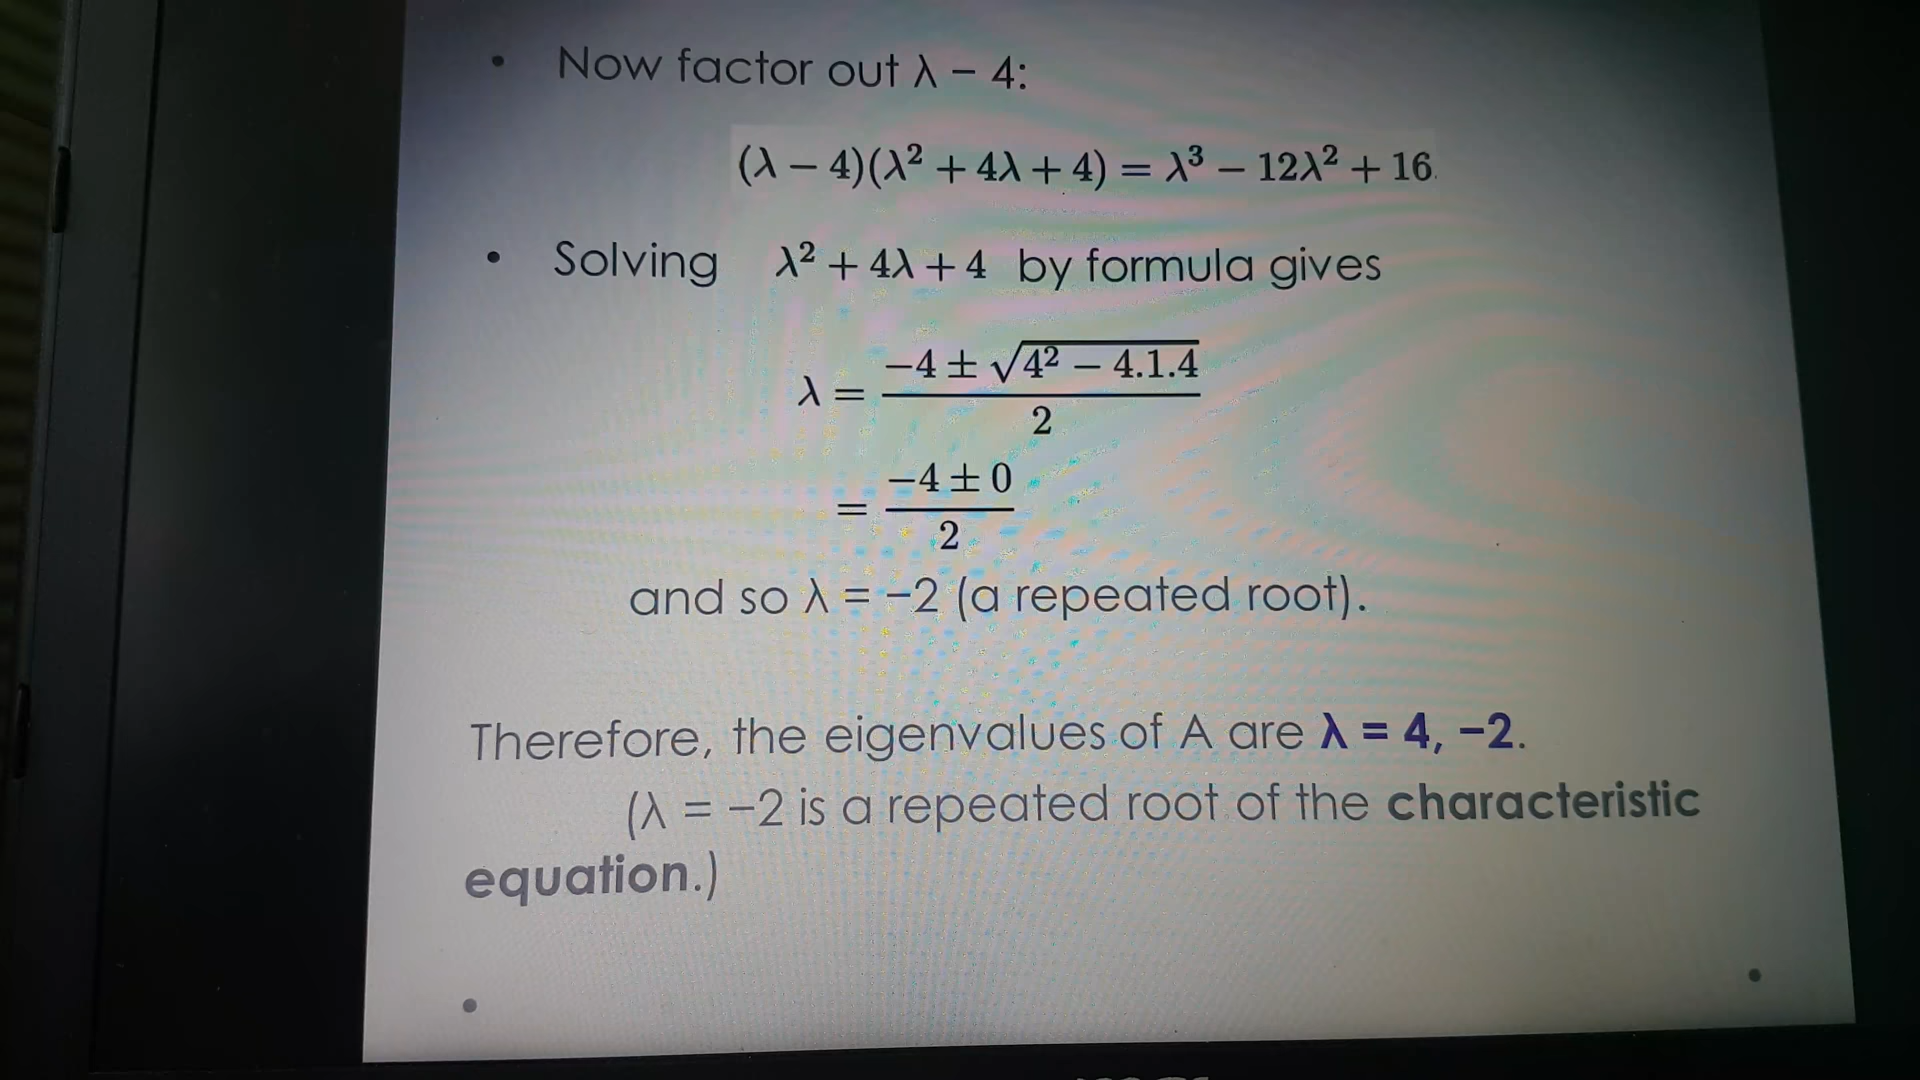 • Now factor out λ − 4:
(λ − 4)(λ² + 4λ + 4) = λ³ − 12λ² + 16.
• Solving λ² + 4λ + 4 by formula gives
λ = (−4 ± √(4² − 4.1.4)) / 2
= (−4 ± 0) / 2
and so λ = −2 (a repeated root).
Therefore, the eigenvalues of A are λ = 4, −2.
(λ = −2 is a repeated root of the characteristic
equation.)